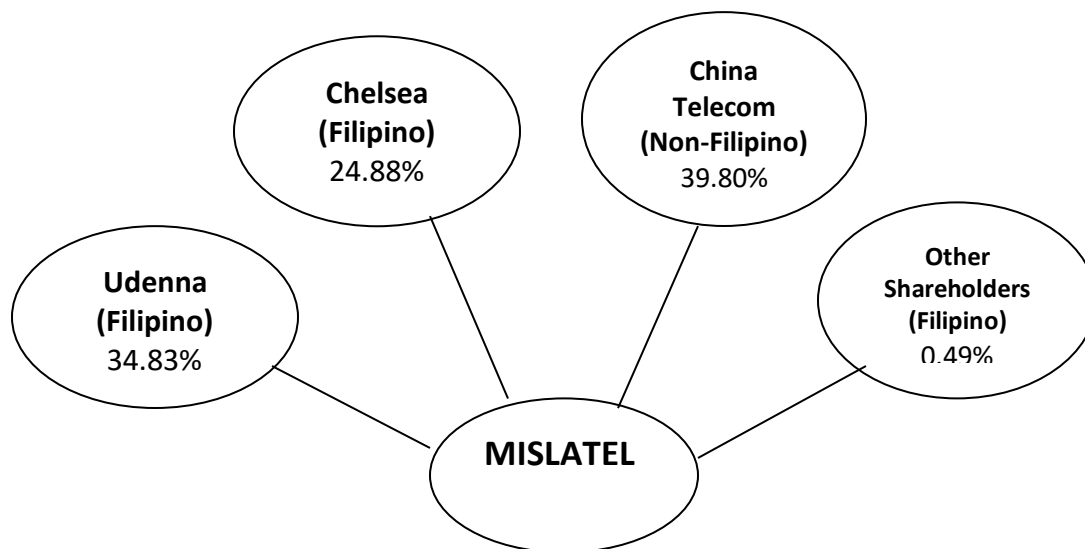 Chelsea
(Filipino)
24.88%
China
Telecom
(Non-Filipino)
39.80%
Udenna
(Filipino)
34.83%
Other
Shareholders
(Filipino)
0.49%
MISLATEL